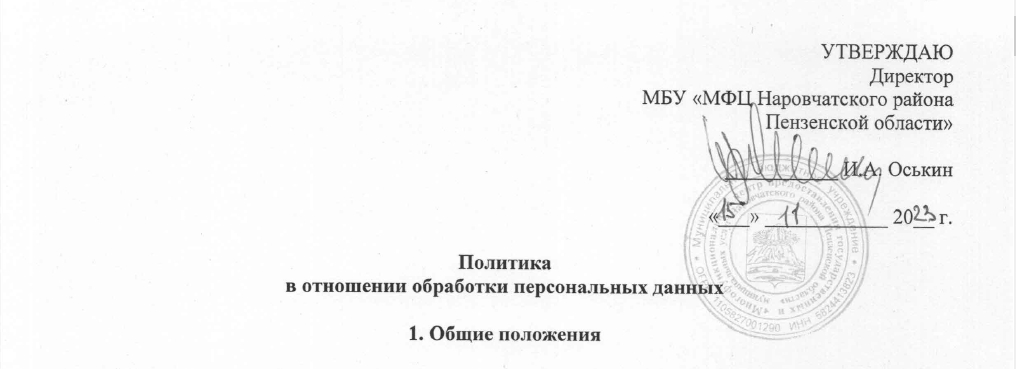 УТВЕРЖДАЮ
Директор
МБУ «МФЦ Наровчатского района
Пензенской области»
И.А. Оськин
«15» 11 2023 г.
Политика
в отношении обработки персональных данных
1. Общие положения